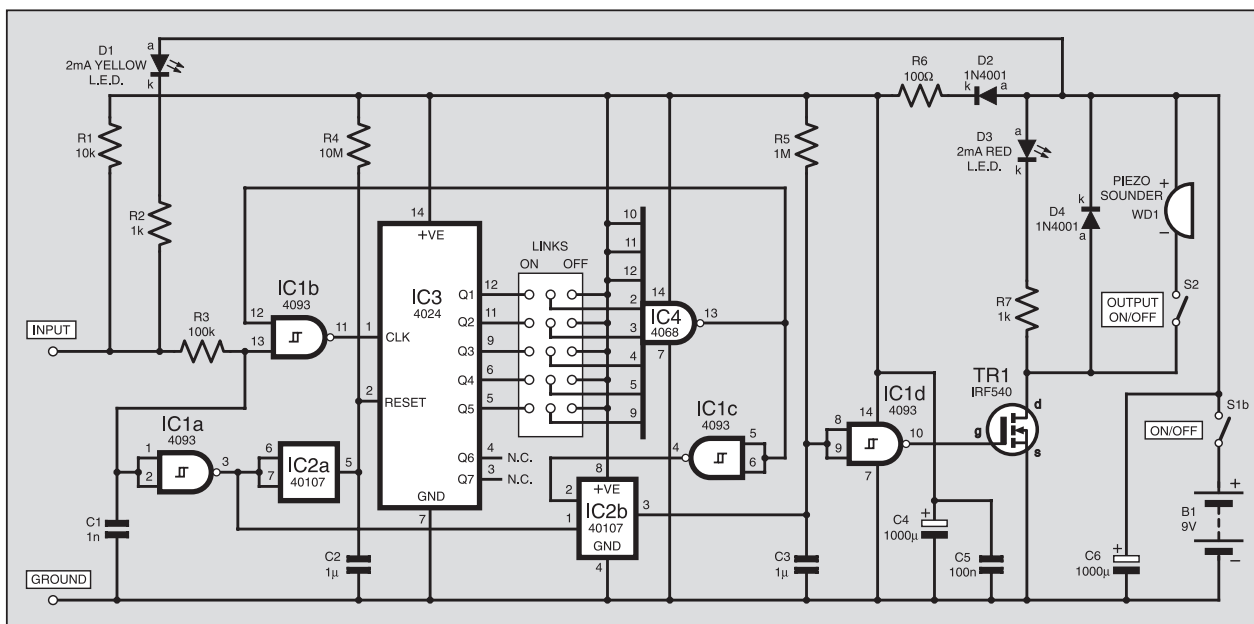 D1
2mA YELLOW
L.E.D.
a
k
R1
10k
R2
1k
INPUT
R3
100k
GROUND
C1
1n
IC1a
4093
1
2
3
IC1b
4093
12
13
11
R4
10M
IC2a
40107
6
7
5
C2
1μ
14
+VE
IC3
4024
1
CLK
2
RESET
GND
7
Q1
12
Q2
11
Q3
9
Q4
6
Q5
5
Q6
4
N.C.
Q7
3
N.C.
LINKS
ON OFF
10
11
12
2
3
4
5
9
14
IC4
4068
13
7
IC1c
4093
4
5
6
8
+VE
2
1
IC2b
40107
3
GND
4
R5
1M
C3
1μ
IC1d
4093
14
8
9
10
7
C4
1000μ
+
C5
100n
R6
100Ω
D2
1N4001
k
a
D3
2mA RED
L.E.D.
a
k
R7
1k
D4
1N4001
k
a
PIEZO
SOUNDER
WD1
+
−
S2
OUTPUT
ON/OFF
TR1
IRF540
d
g
s
C6
1000μ
+
S1b
ON/OFF
B1
9V
+
−